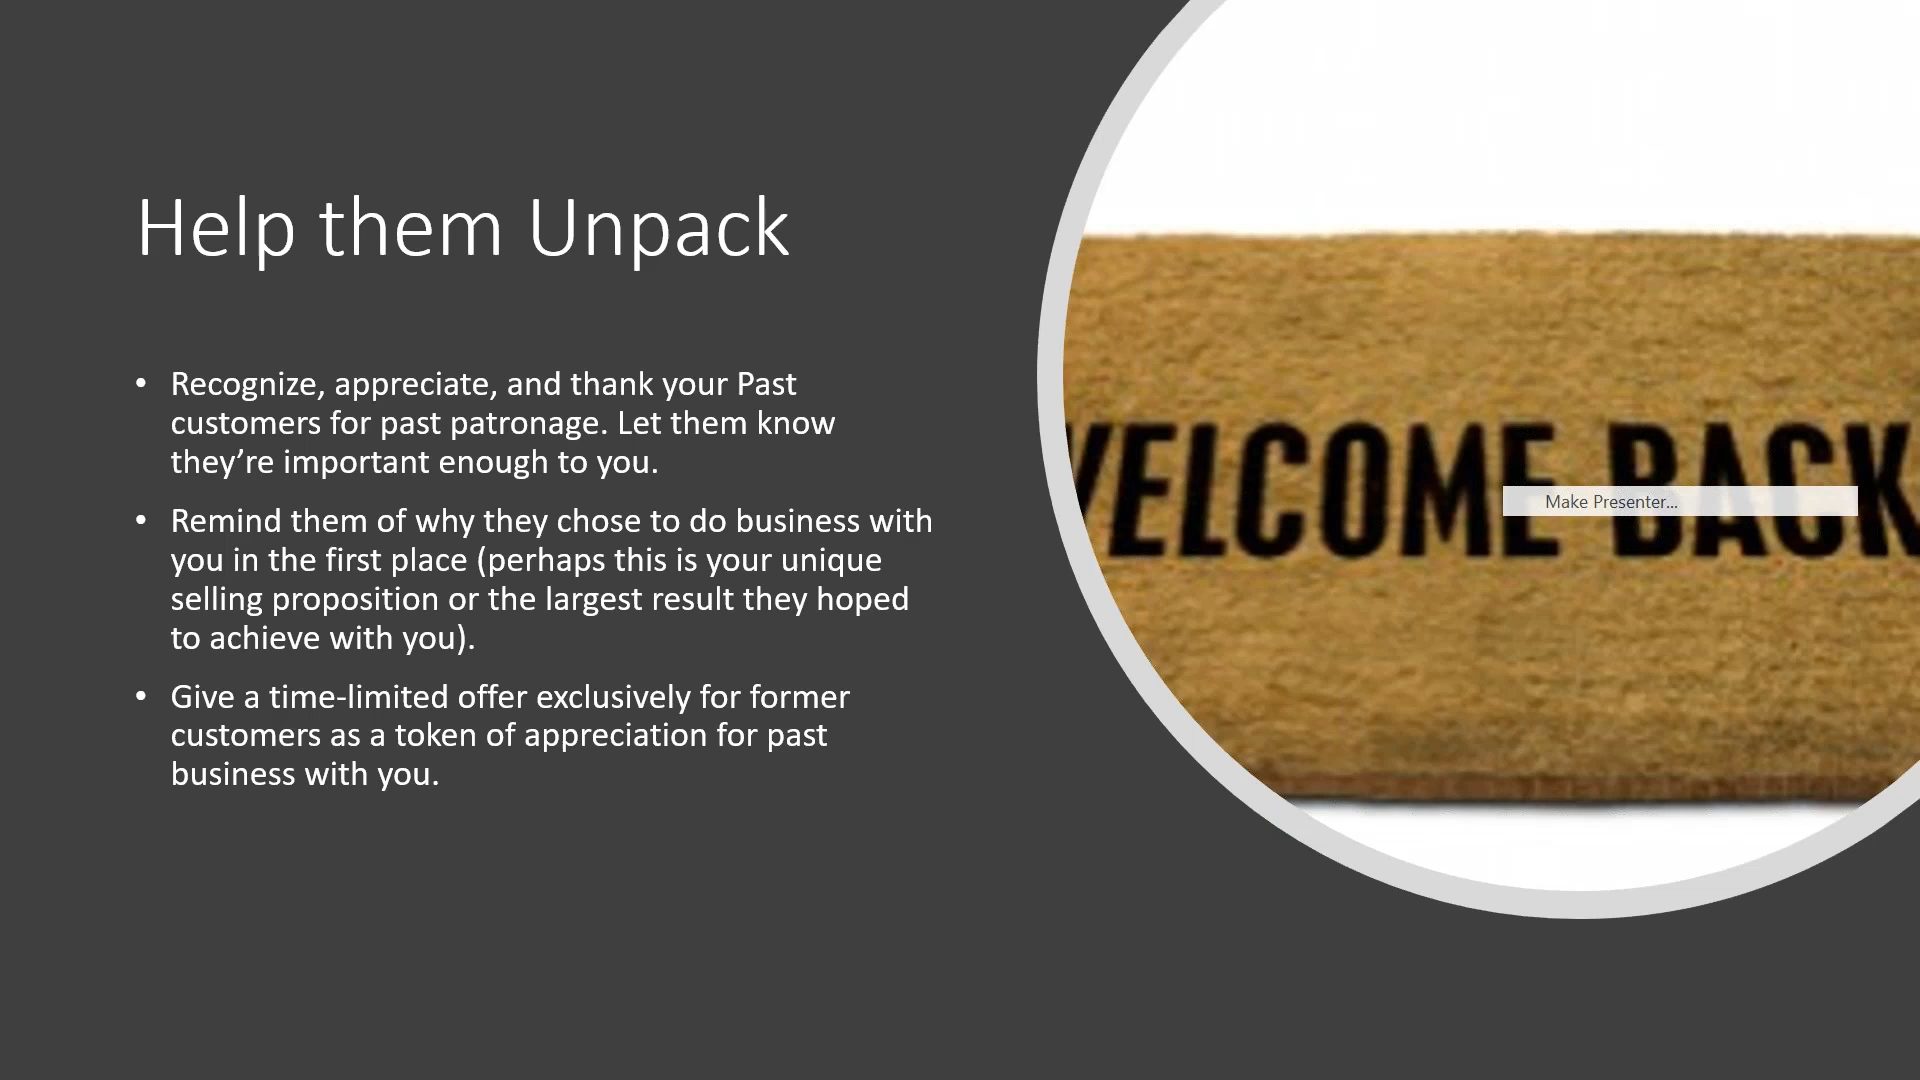 Help them Unpack
• Recognize, appreciate, and thank your Past
customers for past patronage. Let them know
they’re important enough to you.
• Remind them of why they chose to do business with
you in the first place (perhaps this is your unique
selling proposition or the largest result they hoped
to achieve with you).
• Give a time-limited offer exclusively for former
customers as a token of appreciation for past
business with you.
WELCOME BACK
Make Presenter...